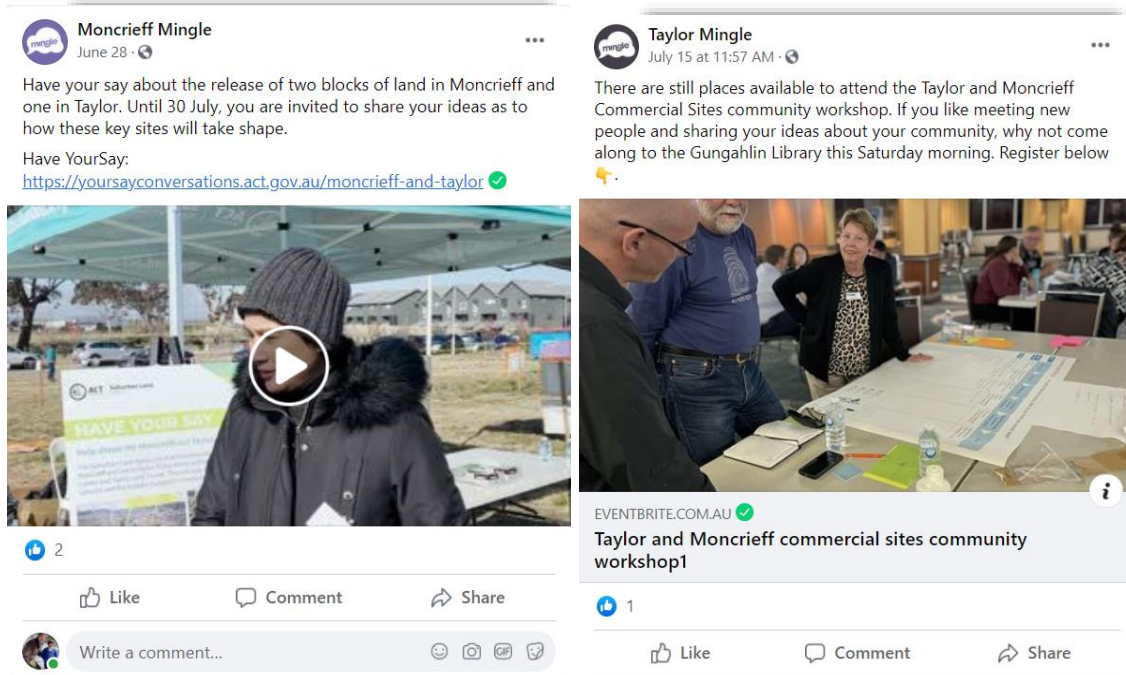 mingle
Moncrieff Mingle
June 28 ·
Have your say about the release of two blocks of land in Moncrieff and
one in Taylor. Until 30 July, you are invited to share your ideas as to
how these key sites will take shape.
Have YourSay:
https://yoursayconversations.act.gov.au/moncrieff-and-taylor
ACT
HAVE YOUR SAY
2
Like Comment Share
Write a comment...
GIF
mingle
Taylor Mingle
July 15 at 11:57 AM ·
There are still places available to attend the Taylor and Moncrieff
Commercial Sites community workshop. If you like meeting new
people and sharing your ideas about your community, why not come
along to the Gungahlin Library this Saturday morning. Register below
👇.
i
EVENTBRITE.COM.AU
Taylor and Moncrieff commercial sites community
workshop1
1
Like Comment Share